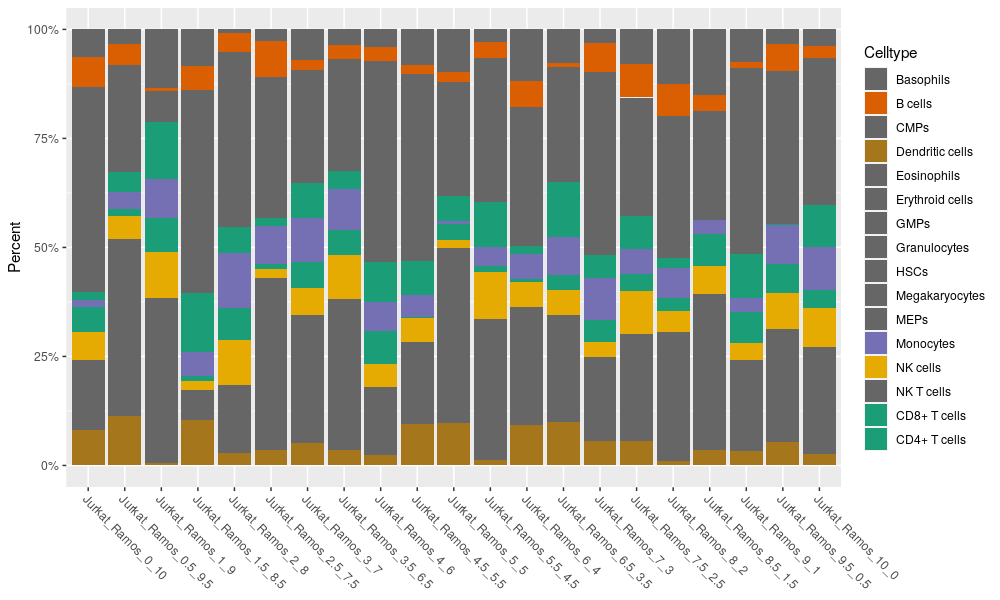 100%
75%
50%
25%
0%
Percent
Jurkat_Ramos_0_10
Jurkat_Ramos_0.5_9.5
Jurkat_Ramos_1_9
Jurkat_Ramos_1.5_8.5
Jurkat_Ramos_2_8
Jurkat_Ramos_2.5_7.5
Jurkat_Ramos_3_7
Jurkat_Ramos_3.5_6.5
Jurkat_Ramos_4_6
Jurkat_Ramos_4.5_5.5
Jurkat_Ramos_5_5
Jurkat_Ramos_5.5_4.5
Jurkat_Ramos_6_4
Jurkat_Ramos_6.5_3.5
Jurkat_Ramos_7_3
Jurkat_Ramos_7.5_2.5
Jurkat_Ramos_8_2
Jurkat_Ramos_8.5_1.5
Jurkat_Ramos_9_1
Jurkat_Ramos_9.5_0.5
Jurkat_Ramos_10_0
Celltype
Basophils
B cells
CMPs
Dendritic cells
Eosinophils
Erythroid cells
GMPs
Granulocytes
HSCs
Megakaryocytes
MEPs
Monocytes
NK cells
NK T cells
CD8+ T cells
CD4+ T cells